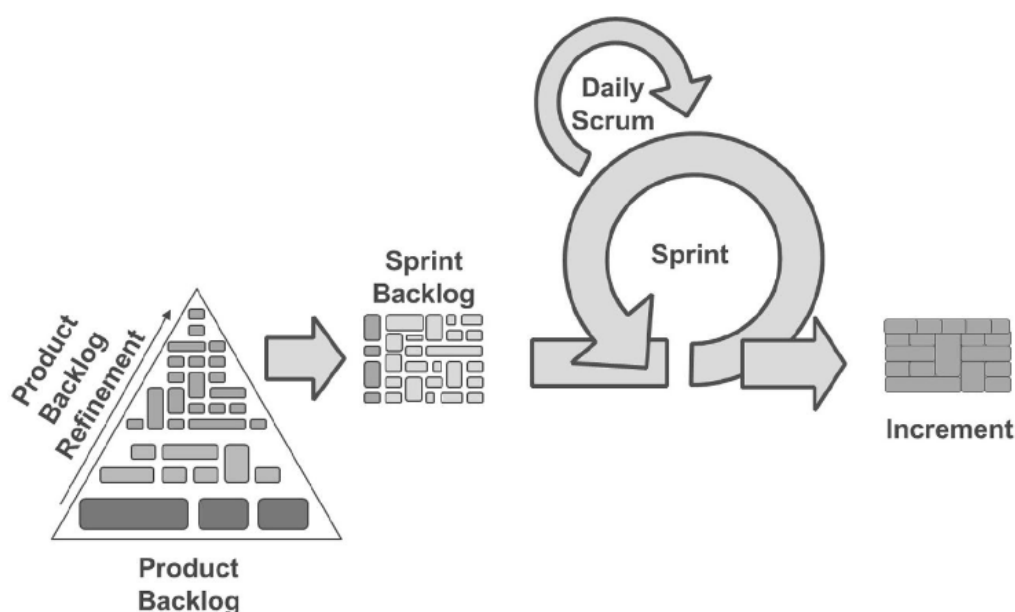 Daily
Scrum
Sprint
Sprint
Backlog
Product
Backlog
Refinement
Increment
Product
Backlog